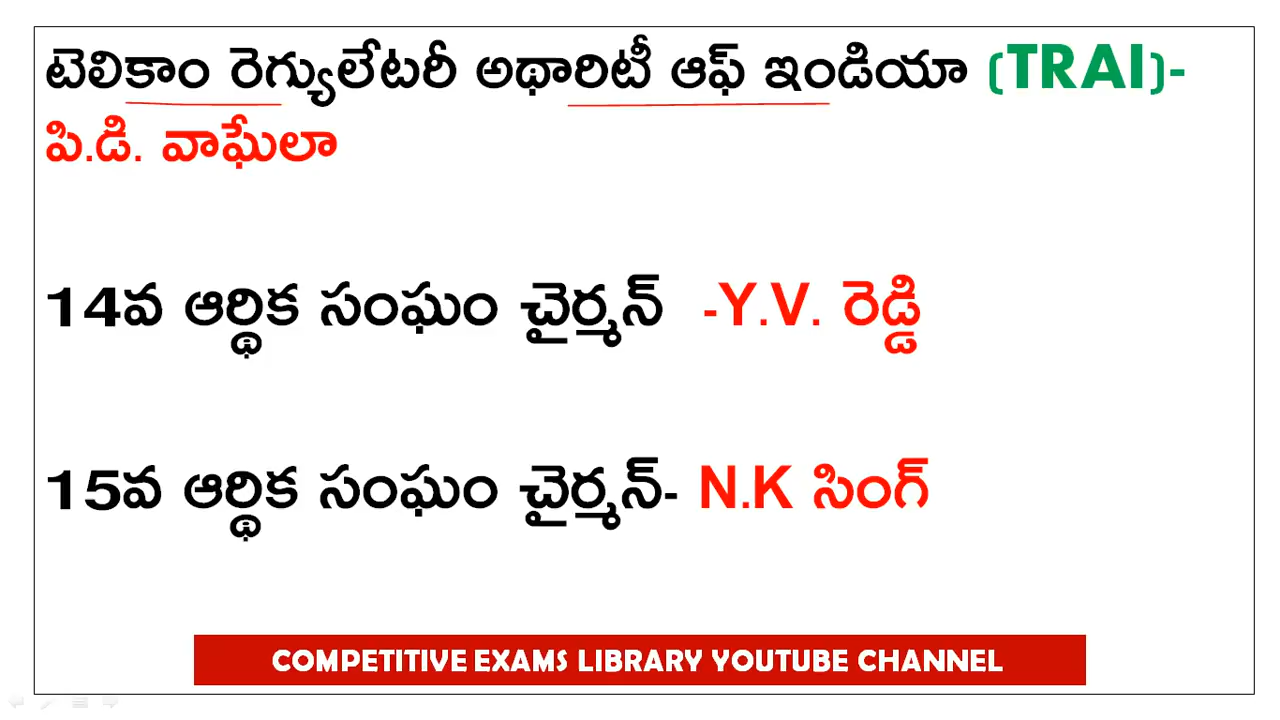 టెలికాం రెగ్యులేటరీ అథారిటీ ఆఫ్ ఇండియా (TRAI)-
పి.డి. వాఘేలా
14వ ఆర్థిక సంఘం చైర్మన్ -Y.V. రెడ్డి
15వ ఆర్థిక సంఘం చైర్మన్- N.K సింగ్
COMPETITIVE EXAMS LIBRARY YOUTUBE CHANNEL